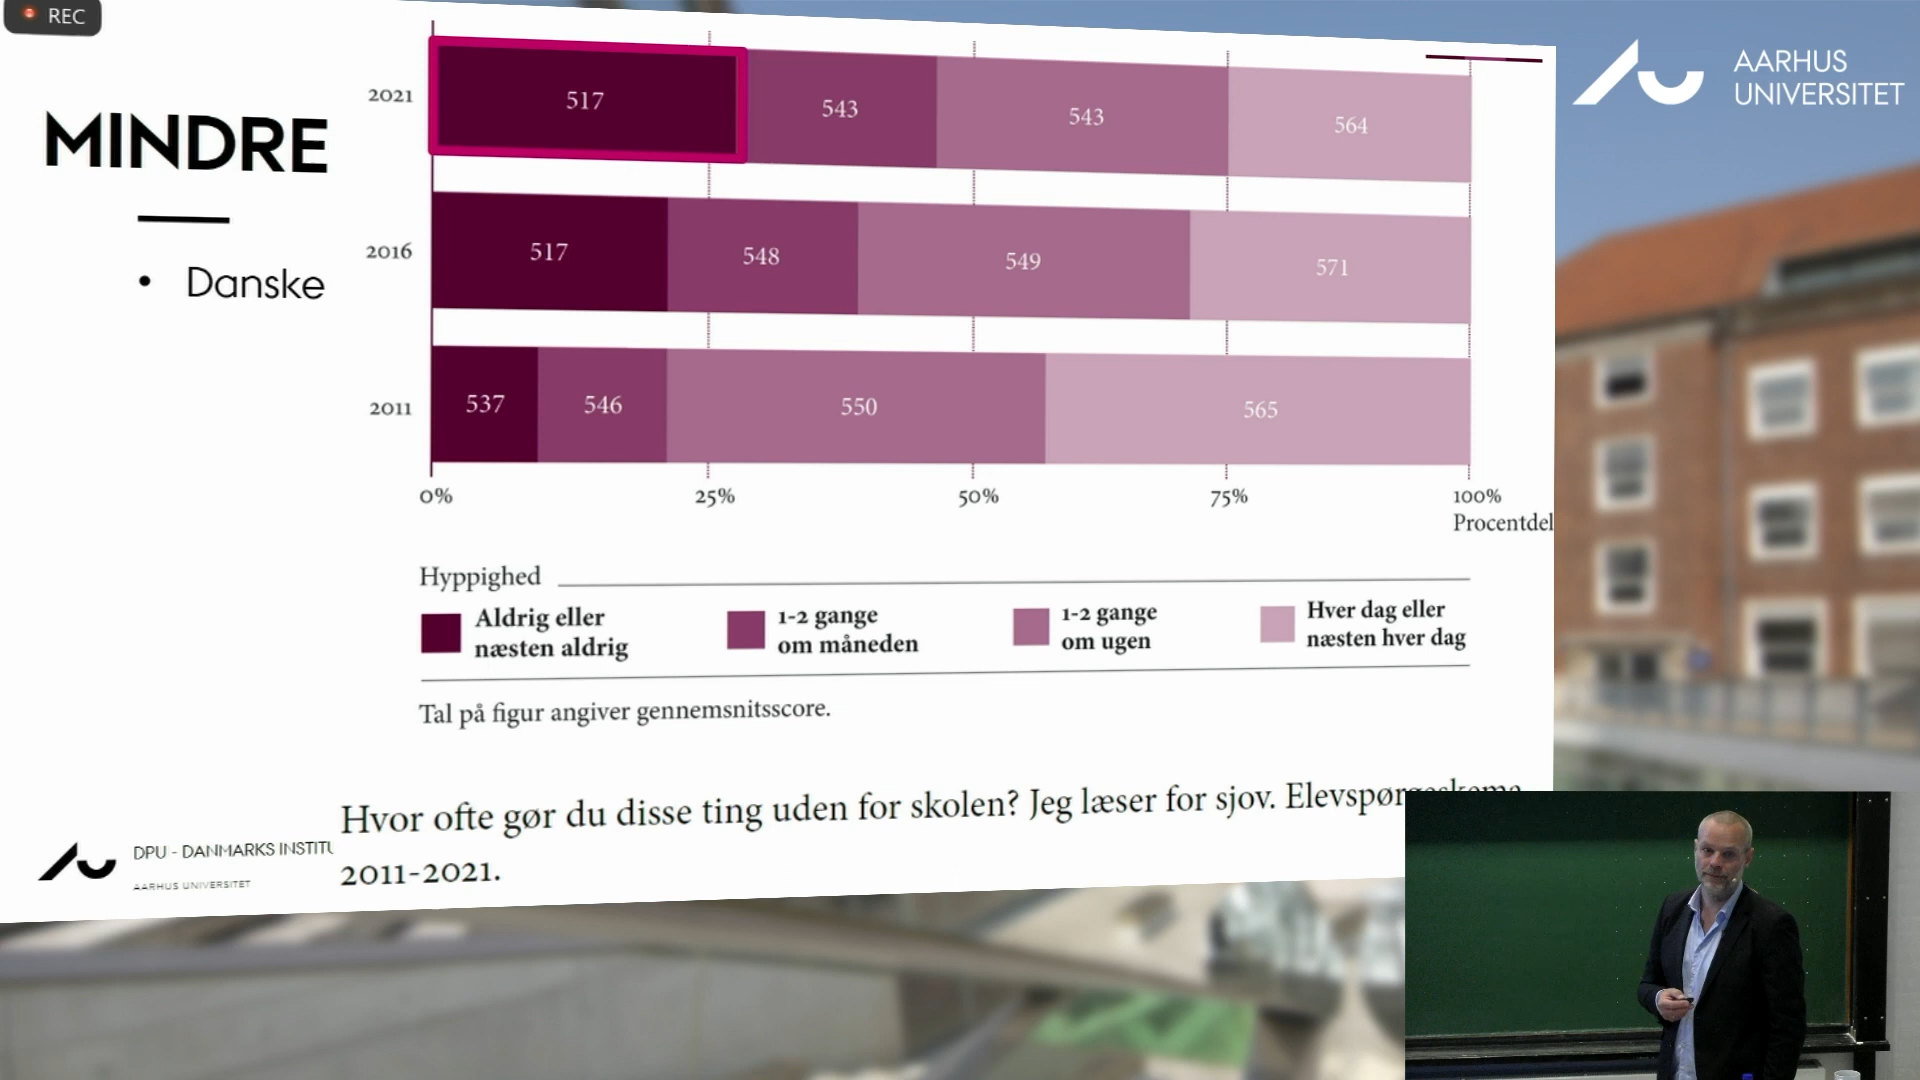 REC
AARHUS
UNIVERSITET
MINDRE
• Danske
2021
517
543
543
564
2016
517
548
549
571
2011
537
546
550
565
0%
25%
50%
75%
100%
Procentdel
Hyppighed
Aldrig eller
næsten aldrig
1-2 gange
om måneden
1-2 gange
om ugen
Hver dag eller
næsten hver dag
Tal på figur angiver gennemsnitsscore.
Hvor ofte gør du disse ting uden for skolen? Jeg læser for sjov.
2011-2021.
DPU - DANMARKS
AARHUS UNIVERSITET